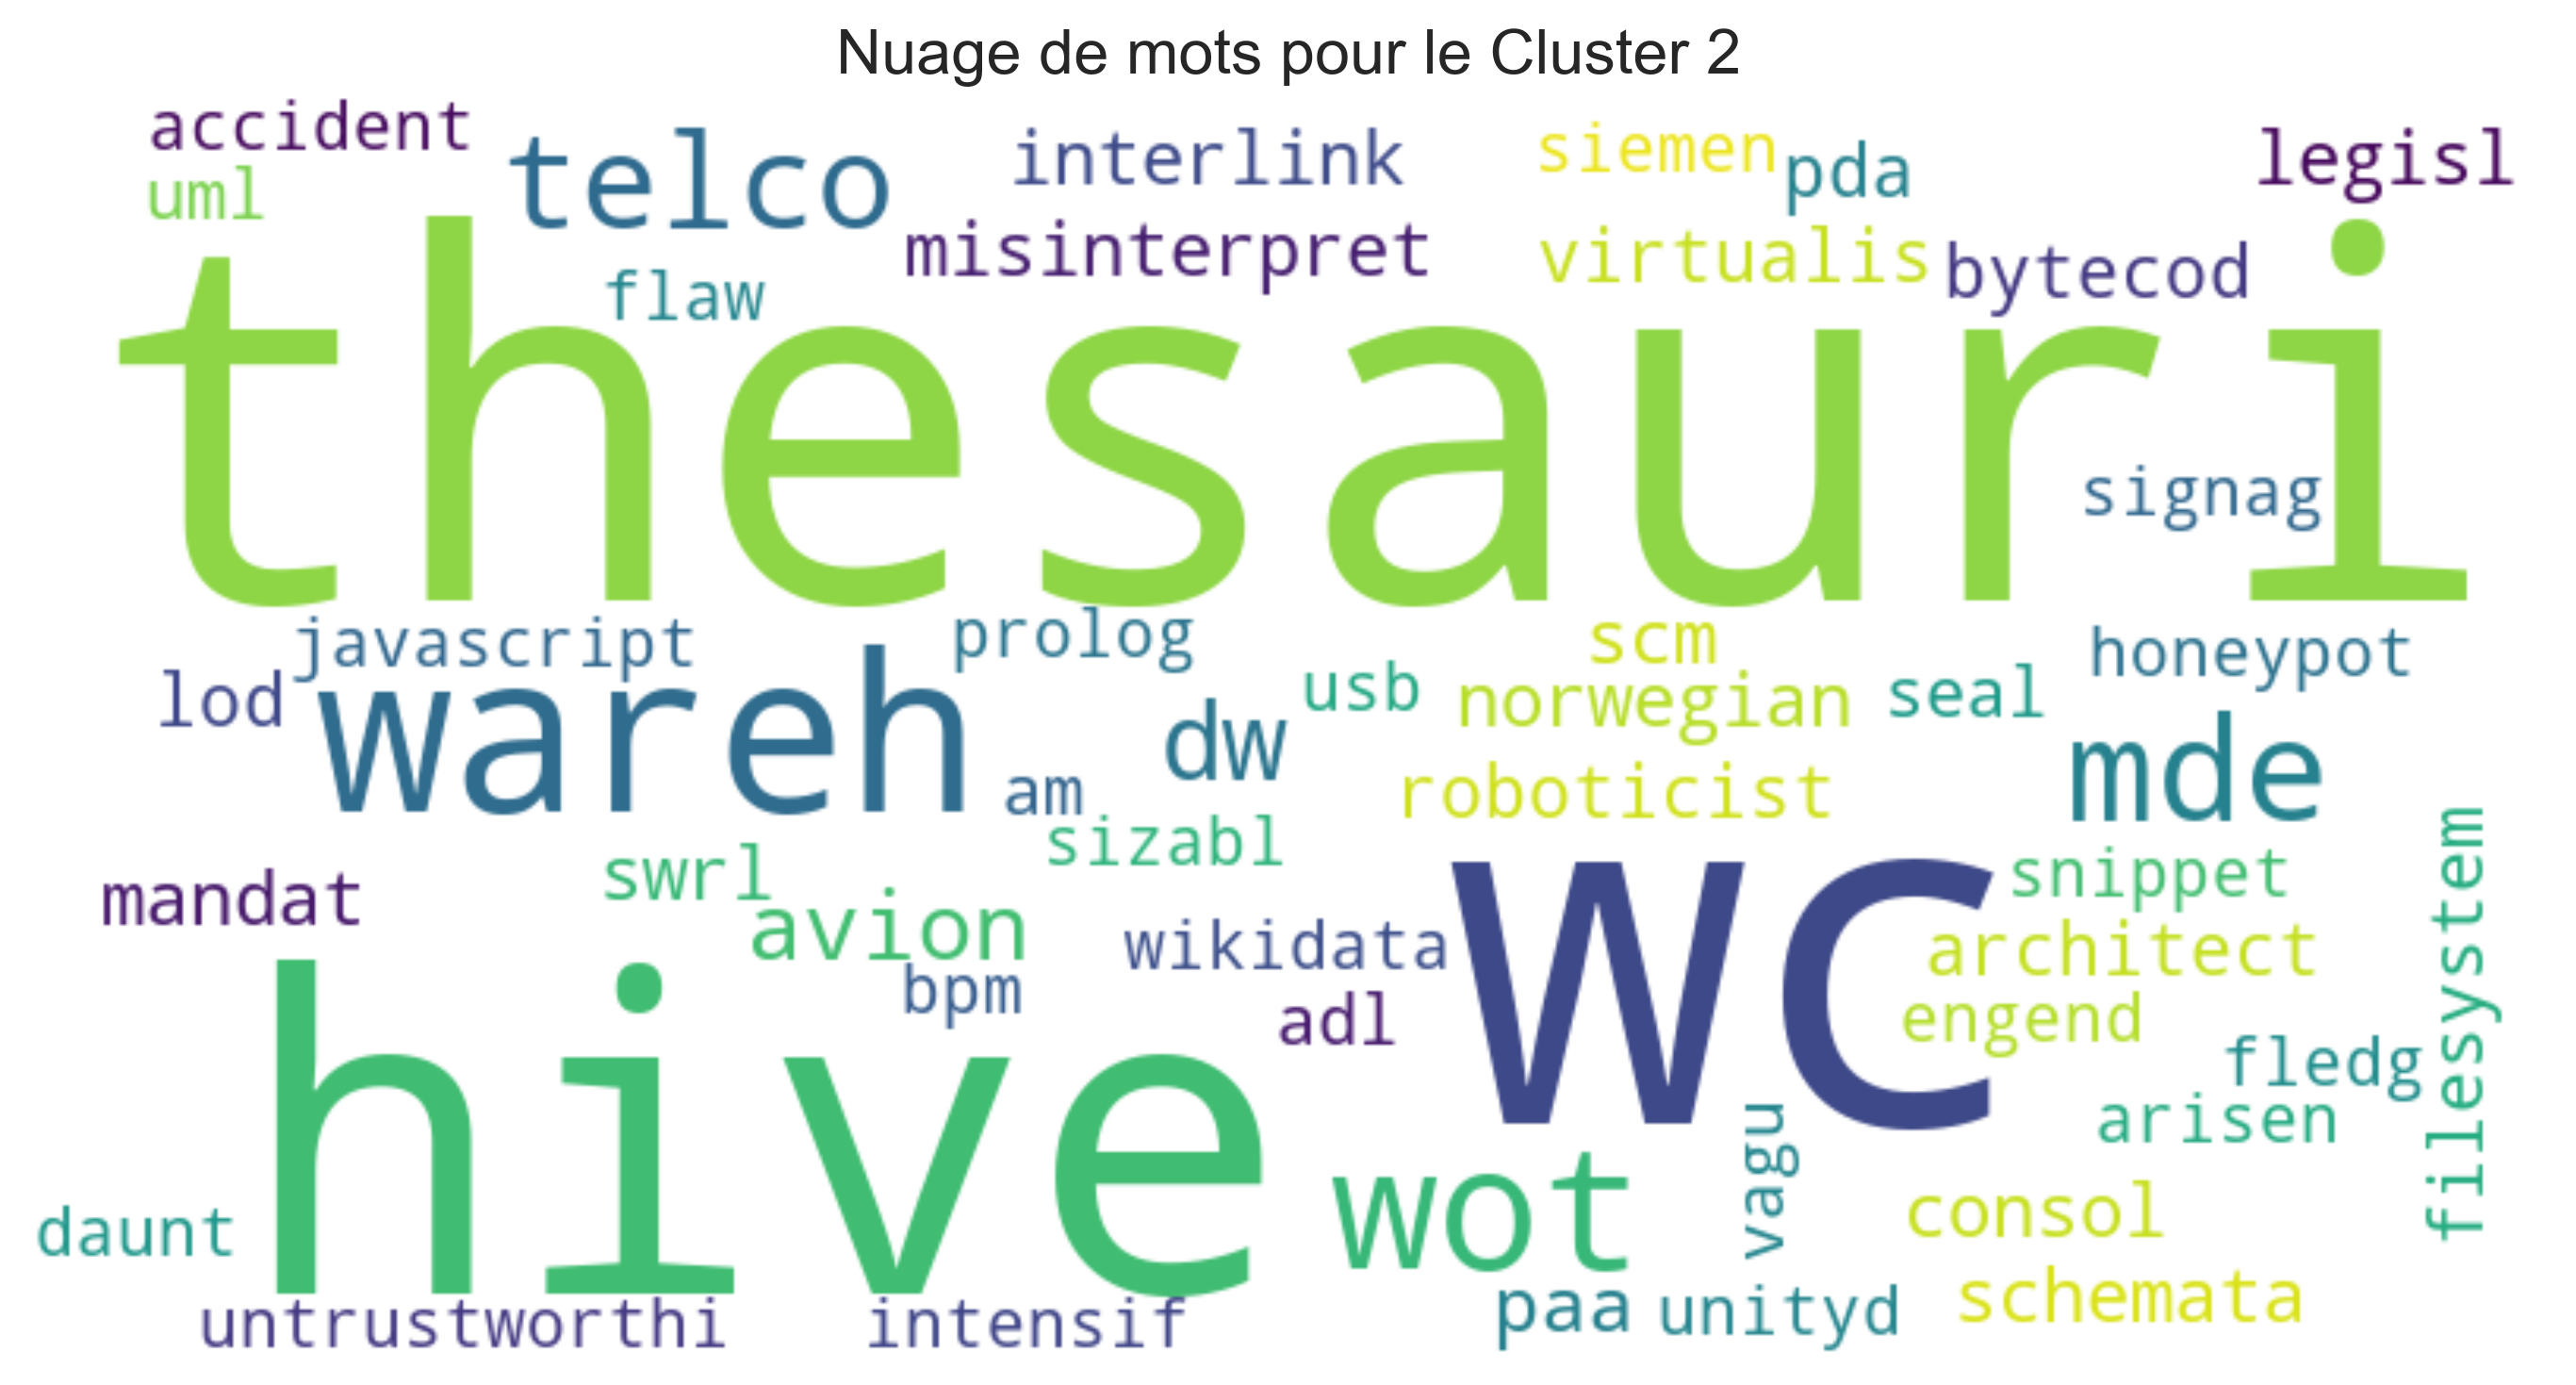 Nuage de mots pour le Cluster 2
accident
telco
interlink
siemen
pda
legisl
uml
flaw
misinterpret
virtualis
bytecod
thesauri
signag
javascript
prolog
scm
honeypot
lod
wareh
usb
norwegian
seal
dw
am
roboticist
mde
sizabl
swrl
mandat
avion
wc
snippet
filesystem
wikidata
architect
bpm
adl
engend
hive
fledg
arisen
wot
vagu
daunt
consol
untrustworthi
intensif
paa
unityd
schemata